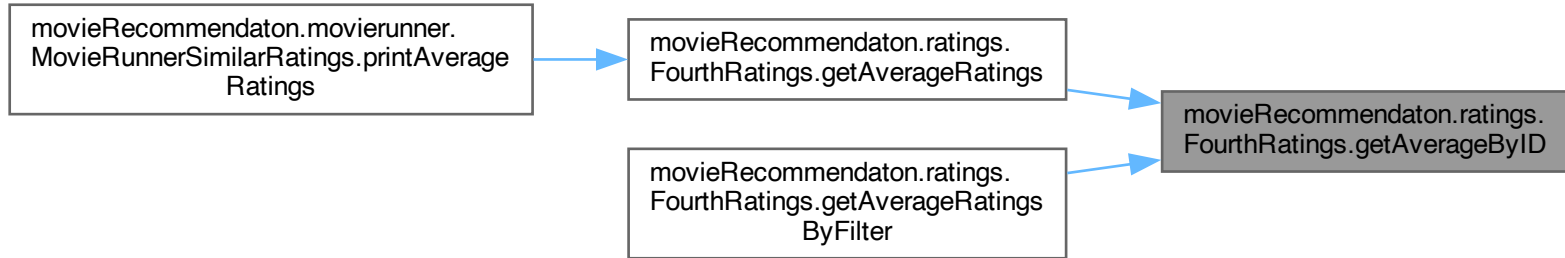 movieRecommendaton.movierunner.
MovieRunnerSimilarRatings.printAverage
Ratings
movieRecommendaton.ratings.
FourthRatings.getAverageRatings
movieRecommendaton.ratings.
FourthRatings.getAverageRatings
ByFilter
movieRecommendaton.ratings.
FourthRatings.getAverageByID